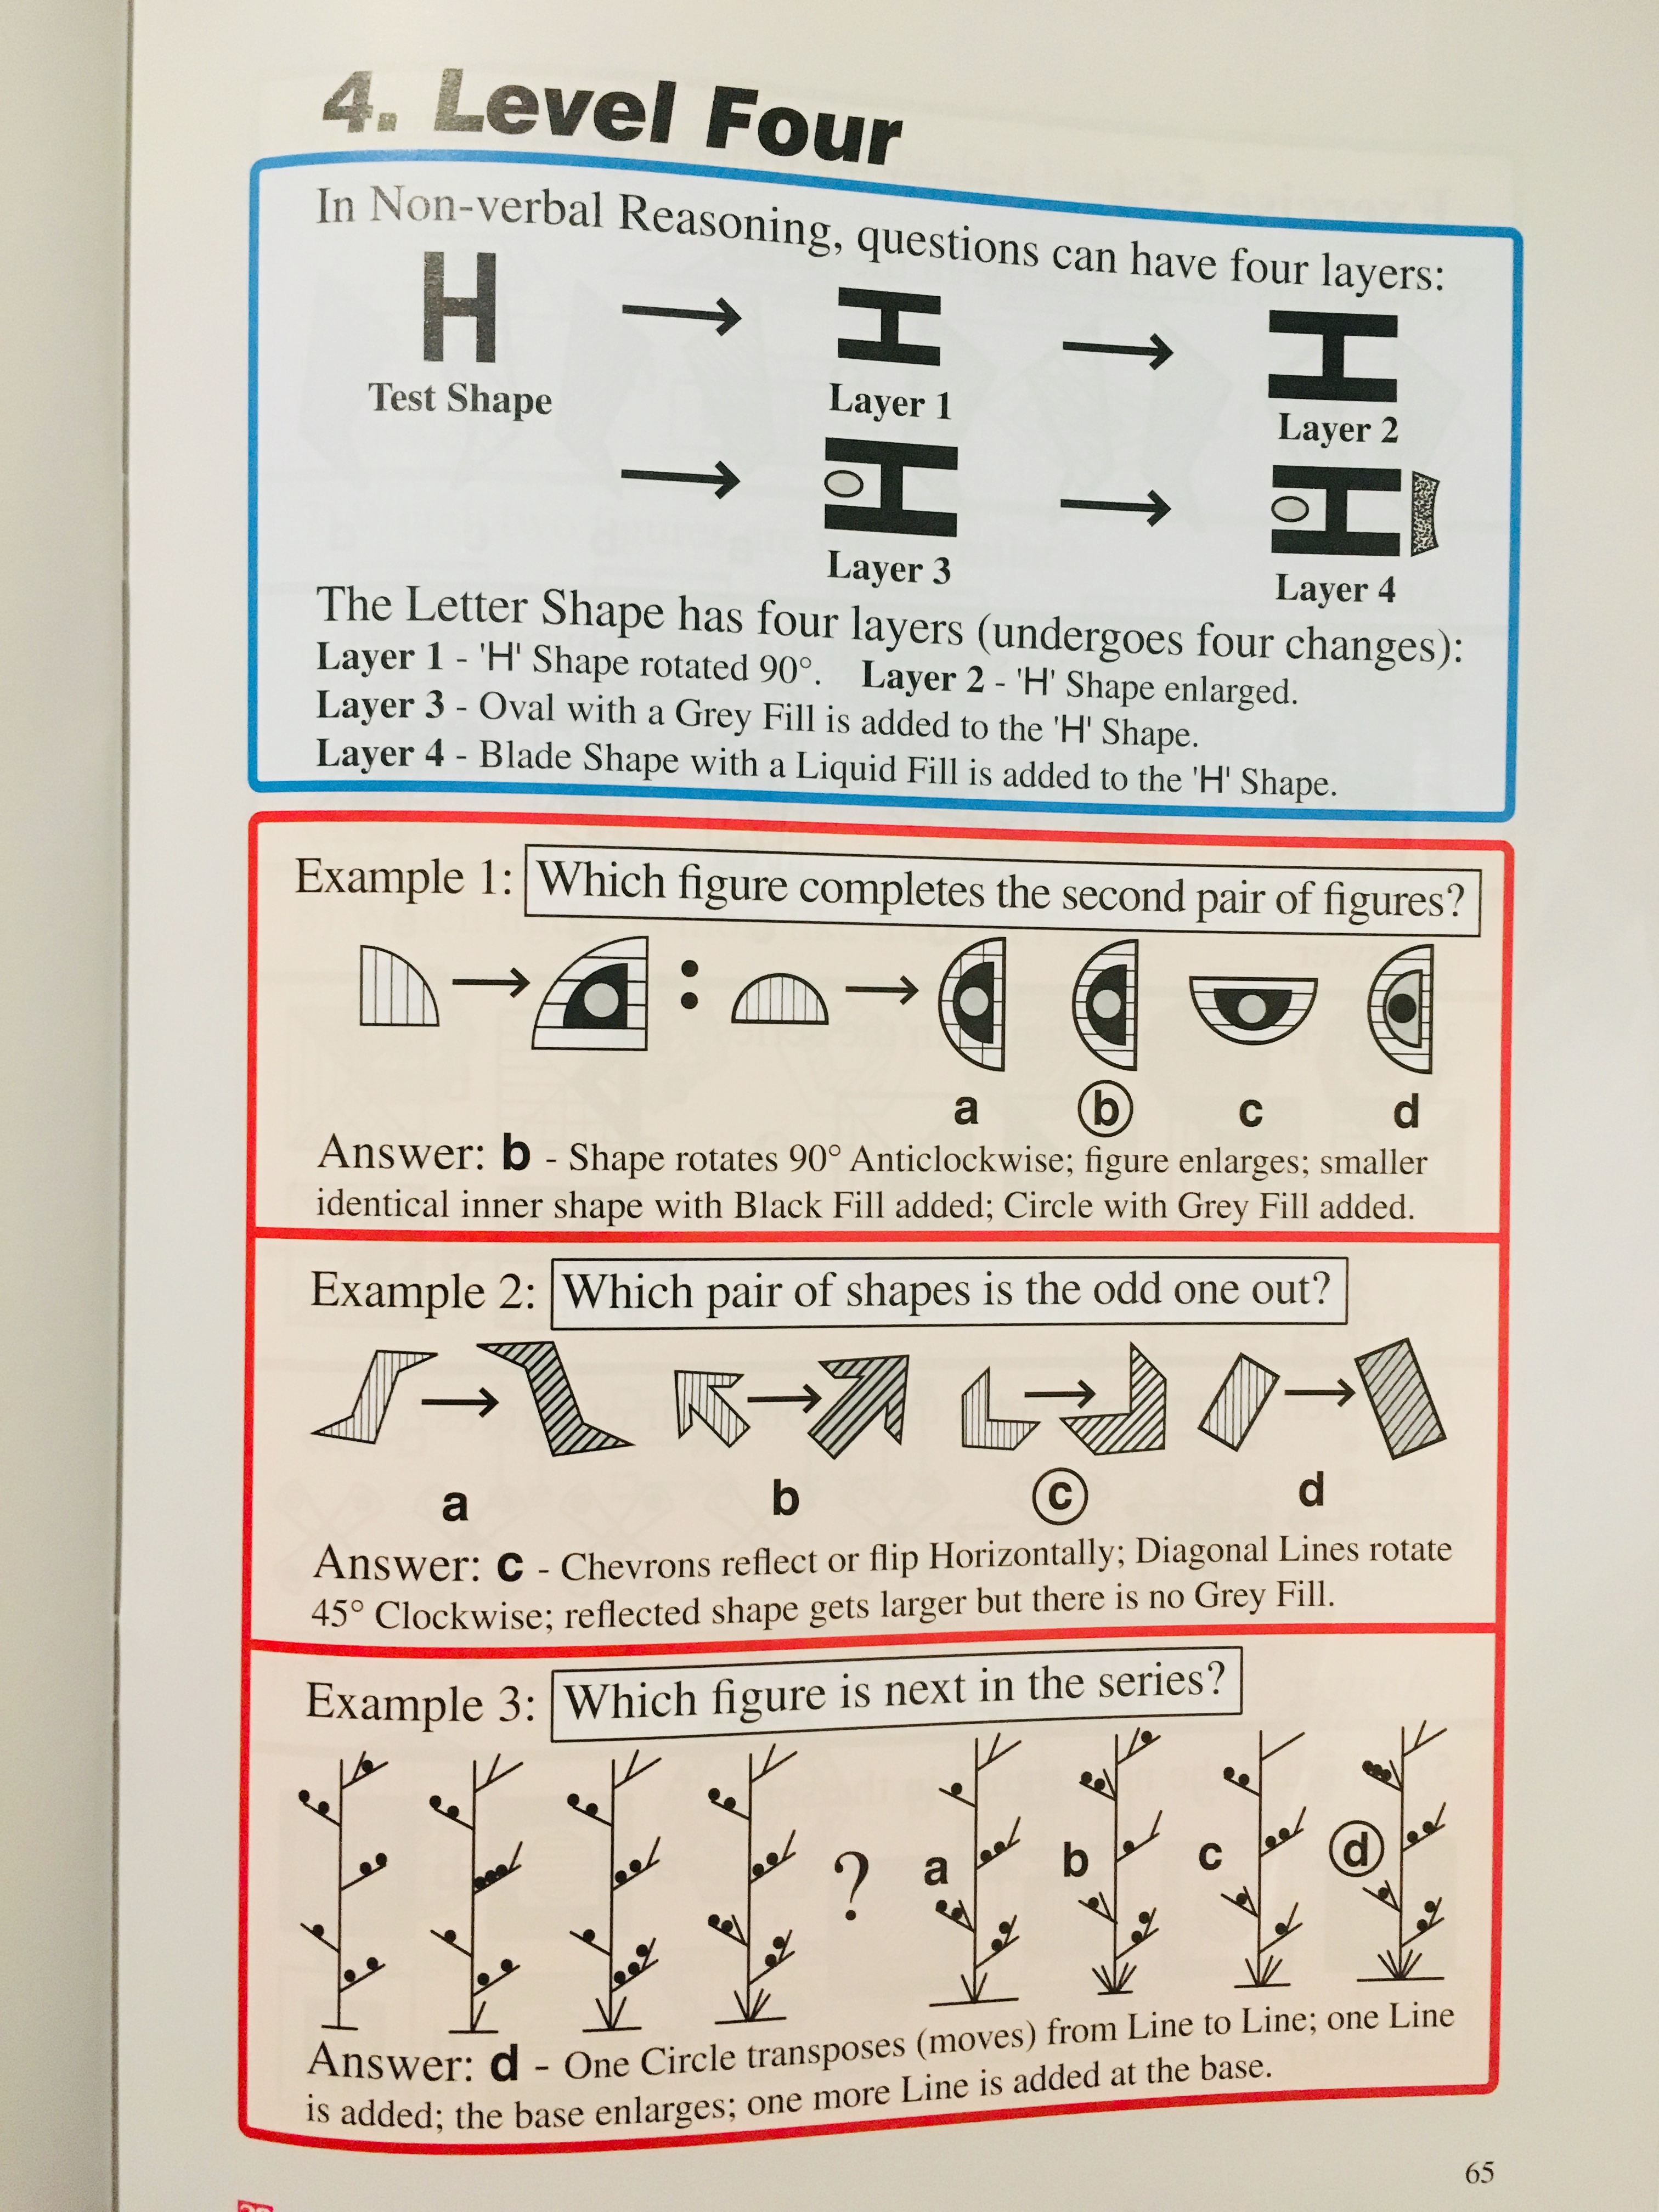 4. Level Four
In Non-verbal Reasoning, questions can have four layers:
H H H
Test Shape Layer 1 Layer 2
H H
Layer 3 Layer 4
The Letter Shape has four layers (undergoes four changes):
Layer 1 - 'H' Shape rotated 90°. Layer 2 - 'H' Shape enlarged.
Layer 3 - Oval with a Grey Fill is added to the 'H' Shape.
Layer 4 - Blade Shape with a Liquid Fill is added to the 'H' Shape.
Example 1: Which figure completes the second pair of figures?
a b c d
Answer: b - Shape rotates 90° Anticlockwise; figure enlarges; smaller
identical inner shape with Black Fill added; Circle with Grey Fill added.
Example 2: Which pair of shapes is the odd one out?
a b c d
Answer: c - Chevrons reflect or flip Horizontally; Diagonal Lines rotate
45° Clockwise; reflected shape gets larger but there is no Grey Fill.
Example 3: Which figure is next in the series?
? a b c d
Answer: d - One Circle transposes (moves) from Line to Line; one Line
is added; the base enlarges; one more Line is added at the base.
65